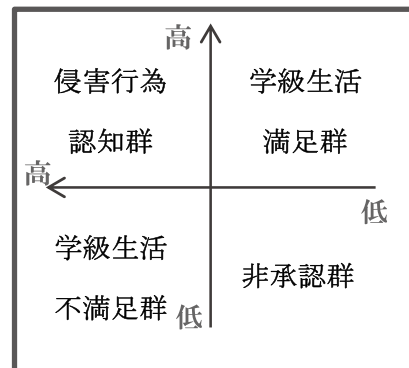 高
侵害行為
認知群
学級生活
満足群
高
低
学級生活
不満足群
非承認群
低